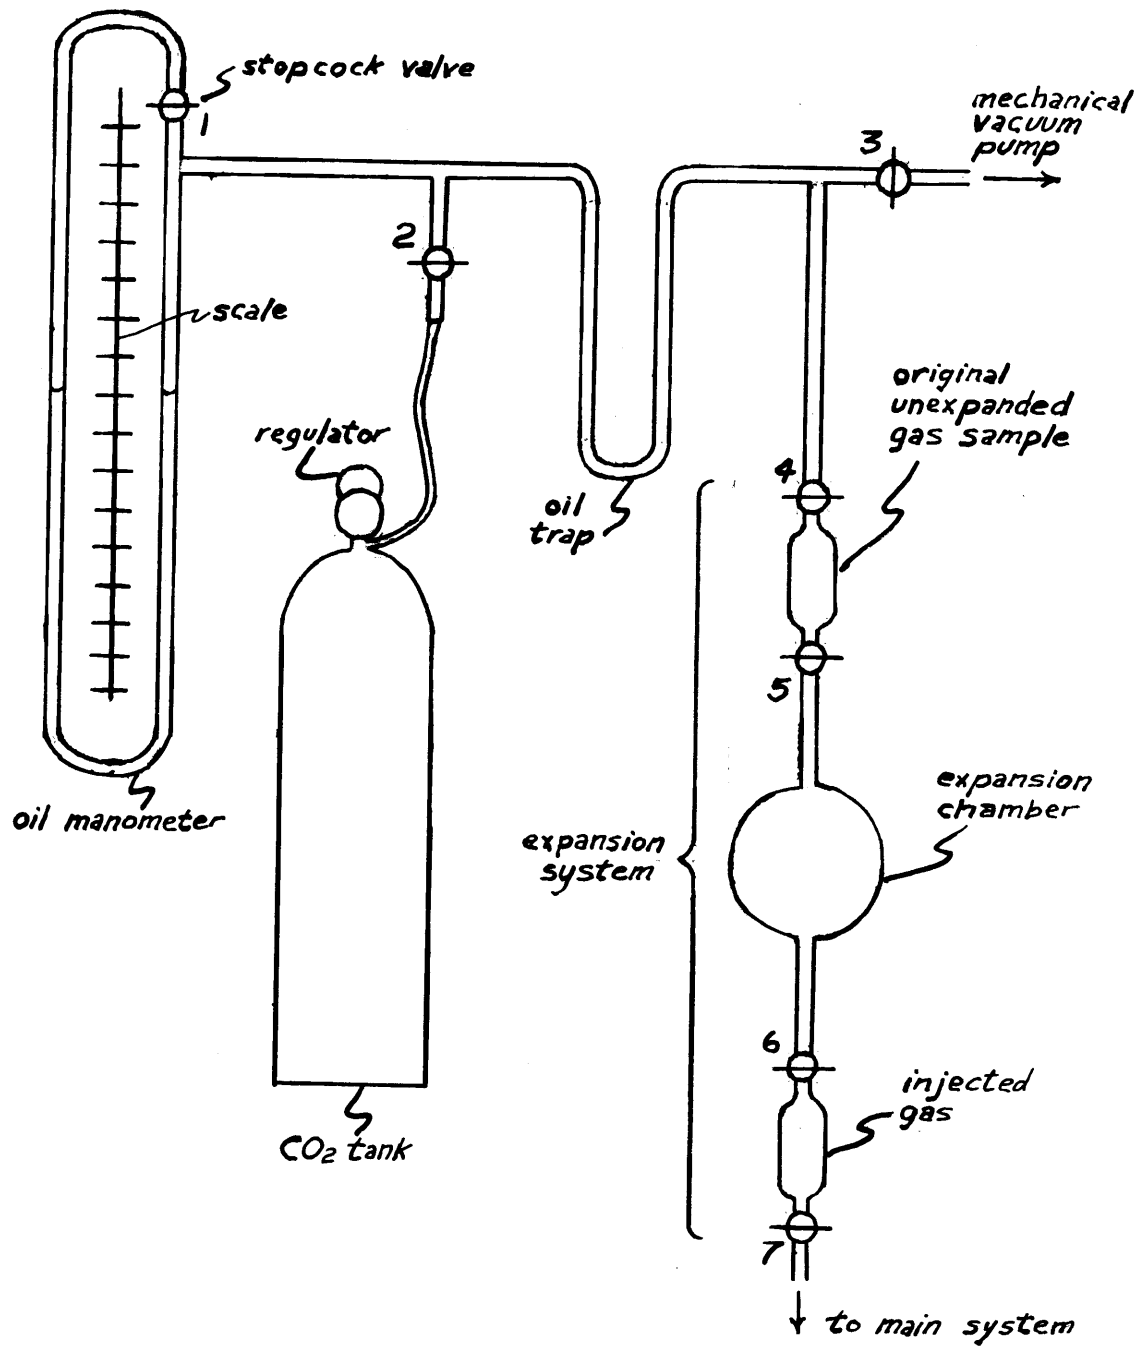 stopcock valve
1
mechanical
vacuum
pump
3
2
scale
original
unexpanded
gas sample
regulator
4
oil
trap
5
expansion
chamber
oil manometer
expansion
system
6
injected
gas
CO2 tank
7
to main system